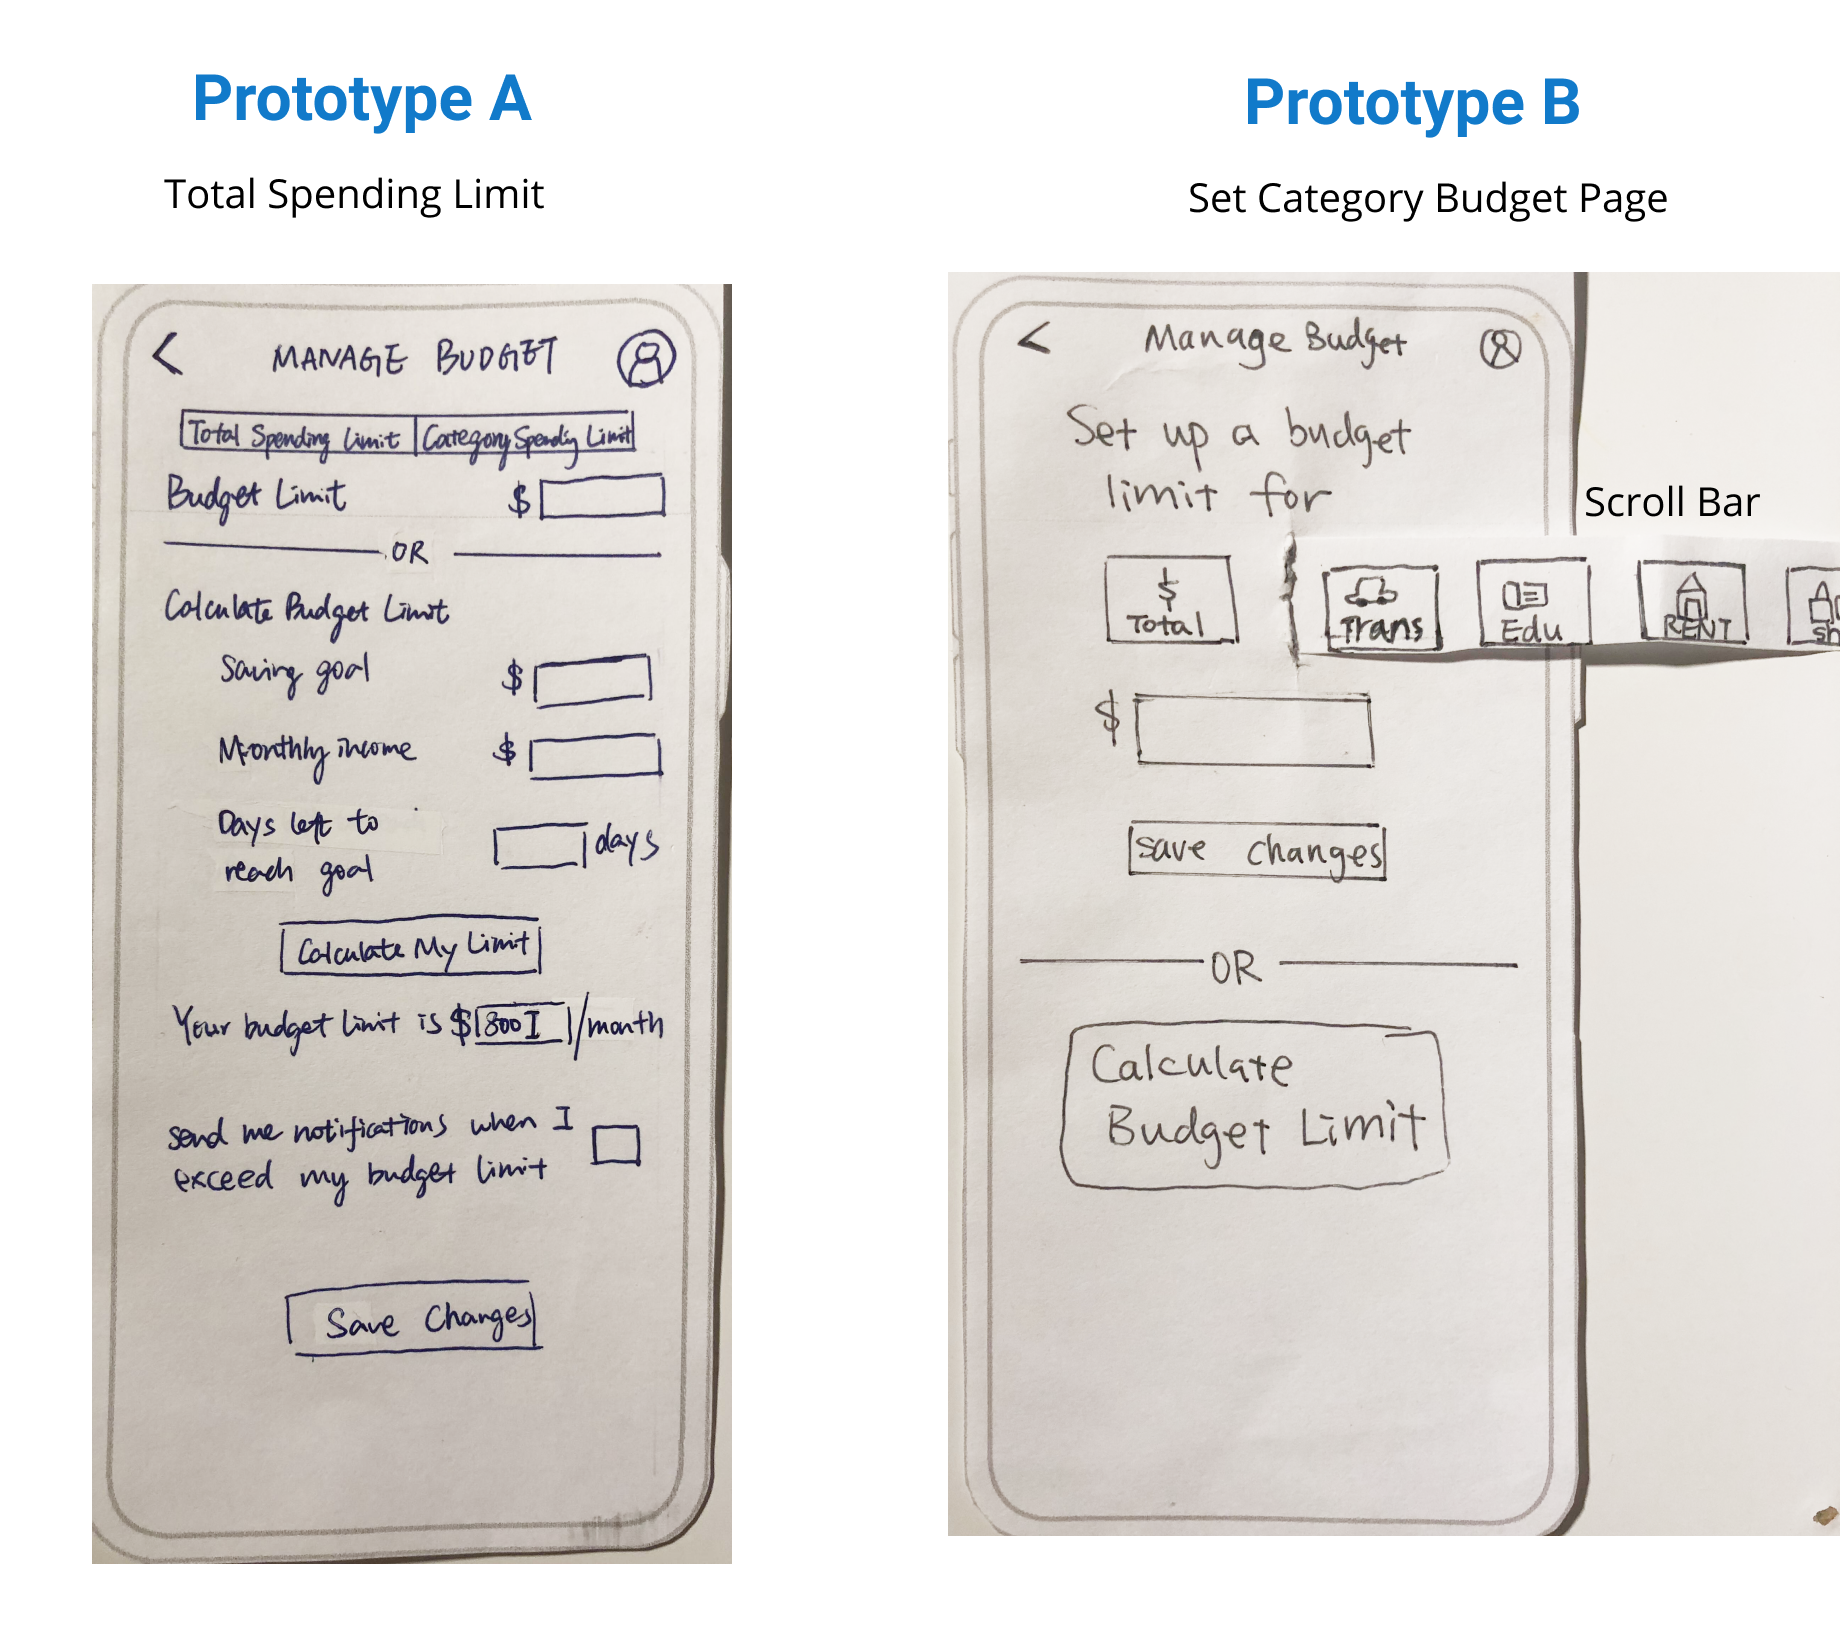 Prototype A
Total Spending Limit
<
MANAGE BUDGET
Total Spending Limit
Category Spending Limit
Budget Limit $
OR
Calculate Budget Limit
Saving goal $
Monthly income $
Days left to
reach goal
days
Calculate My Limit
Your budget limit is $1800 /month
send me notifications when I
exceed my budget limit
Save Changes
Prototype B
Set Category Budget Page
<
Manage Budget
Set up a budget
limit for
Scroll Bar
$
Total
Trans
Edu
RENT
Sh
$
save changes
OR
Calculate
Budget Limit